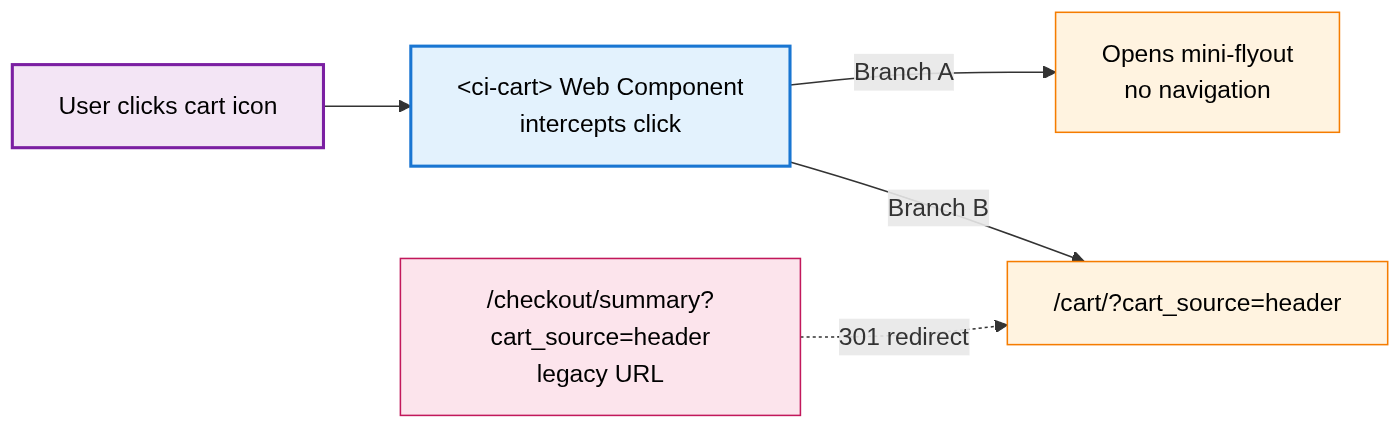 User clicks cart icon
<ci-cart> Web Component
intercepts click
Branch A
Opens mini-flyout
no navigation
Branch B
/cart/?cart_source=header
/checkout/summary?
cart_source=header
legacy URL
301 redirect